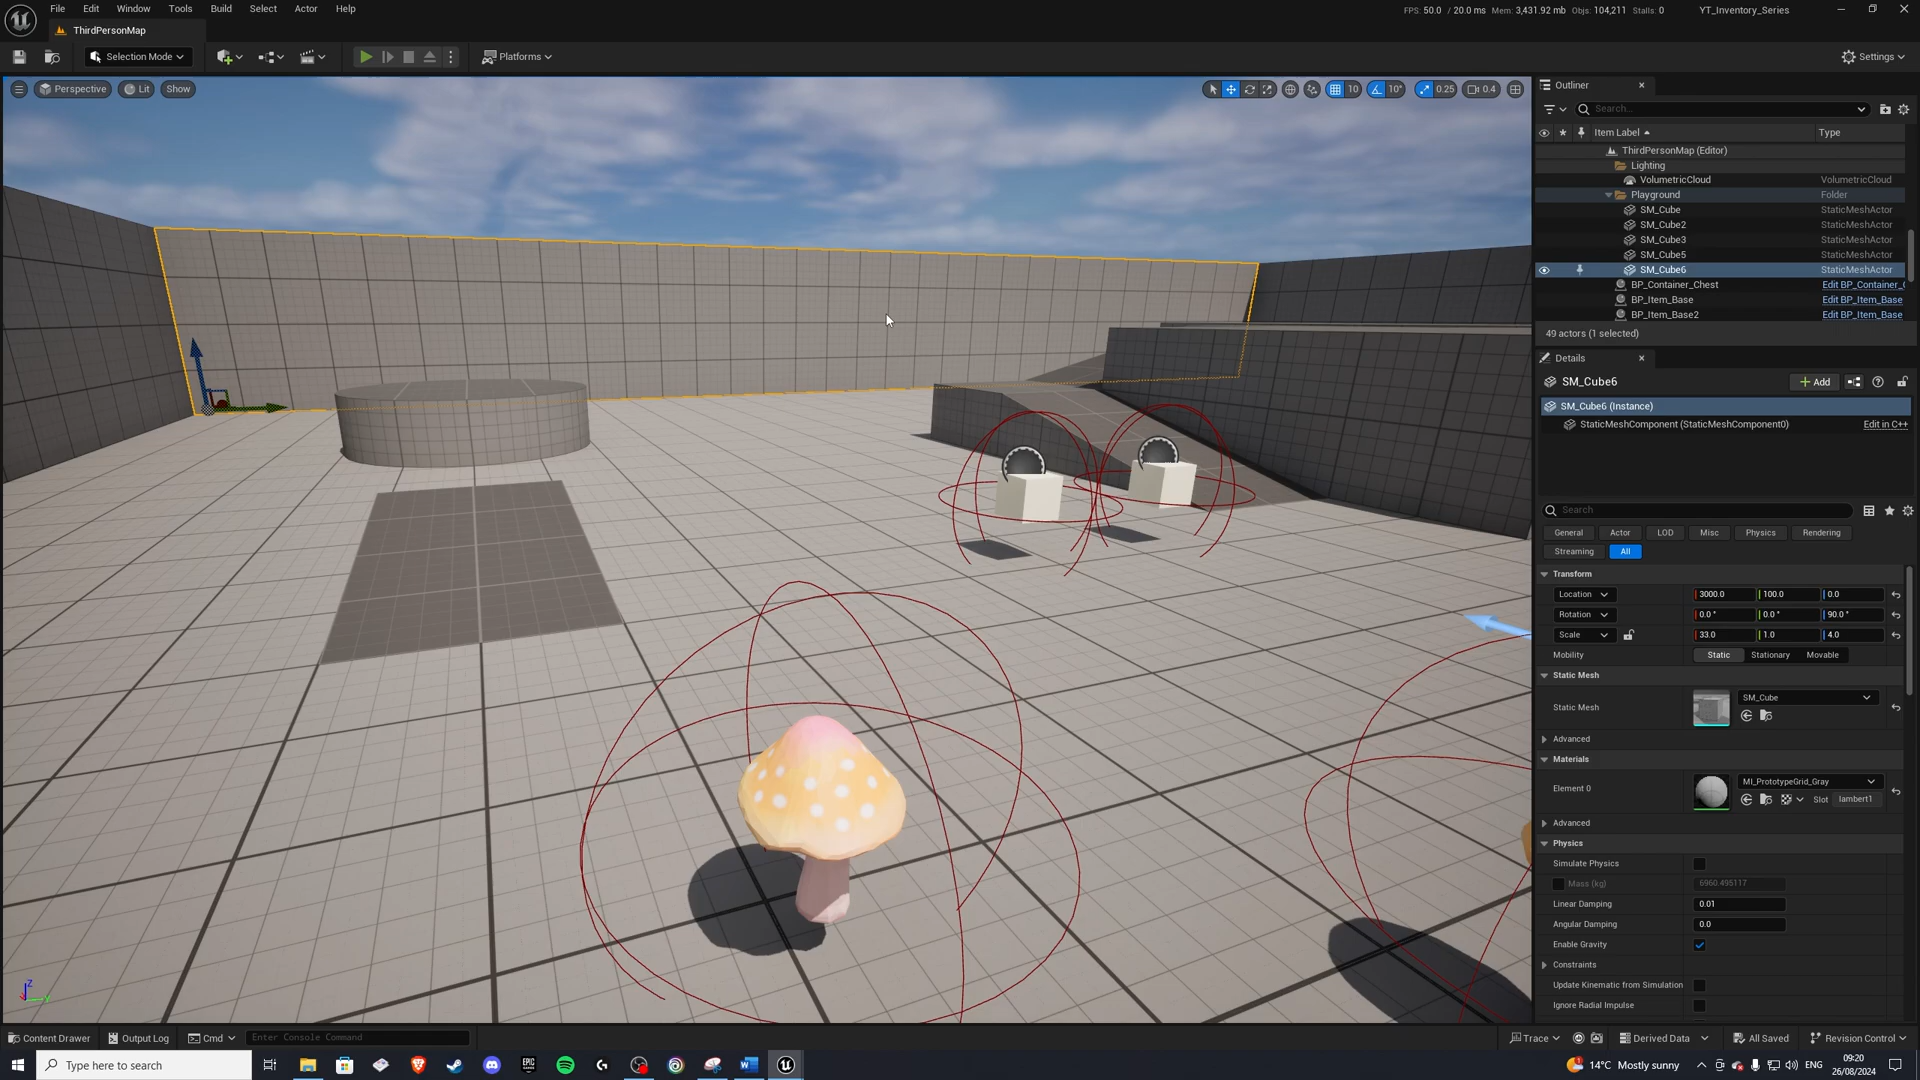 File Edit Window Tools Build Select Actor Help
FPS: 50.0 / 20.0 ms Mem: 3,431.92 mb Objs: 104,211 Stalls: 0 YT_Inventory_Series
ThirdPersonMap
Selection Mode Platforms Settings
Perspective Lit Show 10 10° 0.25 0.4
Outliner
Search...
Item Label Type
ThirdPersonMap (Editor)
Lighting
VolumetricCloud VolumetricCloud
Playground Folder
SM_Cube StaticMeshActor
SM_Cube2 StaticMeshActor
SM_Cube3 StaticMeshActor
SM_Cube5 StaticMeshActor
SM_Cube6 StaticMeshActor
BP_Container_Chest Edit BP_Container_C
BP_Item_Base Edit BP_Item_Base
BP_Item_Base2 Edit BP_Item_Base
49 actors (1 selected)
Details
SM_Cube6 Add
SM_Cube6 (Instance)
StaticMeshComponent (StaticMeshComponent0) Edit in C++
Search
General Actor LOD Misc Physics Rendering
Streaming All
Transform
Location 3000.0 100.0 0.0
Rotation 0.0 ° 0.0 ° 90.0 °
Scale 33.0 1.0 4.0
Mobility Static Stationary Movable
Static Mesh
Static Mesh SM_Cube
Advanced
Materials
Element 0 MI_PrototypeGrid_Gray
Slot lambert1
Advanced
Physics
Simulate Physics
Mass (kg) 6960.495117
Linear Damping 0.01
Angular Damping 0.0
Enable Gravity
Constraints
Update Kinematic from Simulation
Ignore Radial Impulse
Z
Content Drawer Output Log Cmd Enter Console Command Trace Derived Data All Saved Revision Control
Type here to search EPIC GAMES 14°C Mostly sunny ENG 09:20
26/08/2024